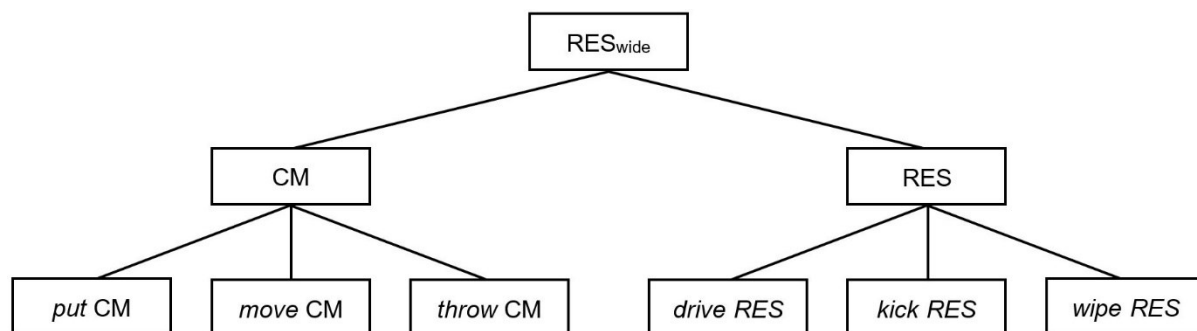 RESwide
CM RES
put CM move CM throw CM drive RES kick RES wipe RES